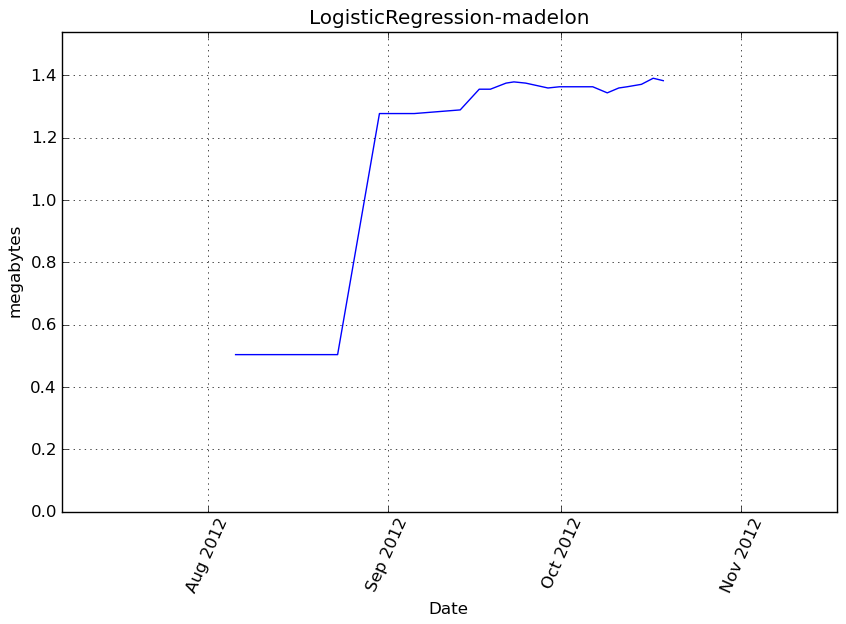 LogisticRegression-madelon
1.4
1.2
1.0
0.8
0.6
0.4
0.2
0.0
megabytes
Aug 2012
Sep 2012
Oct 2012
Nov 2012
Date